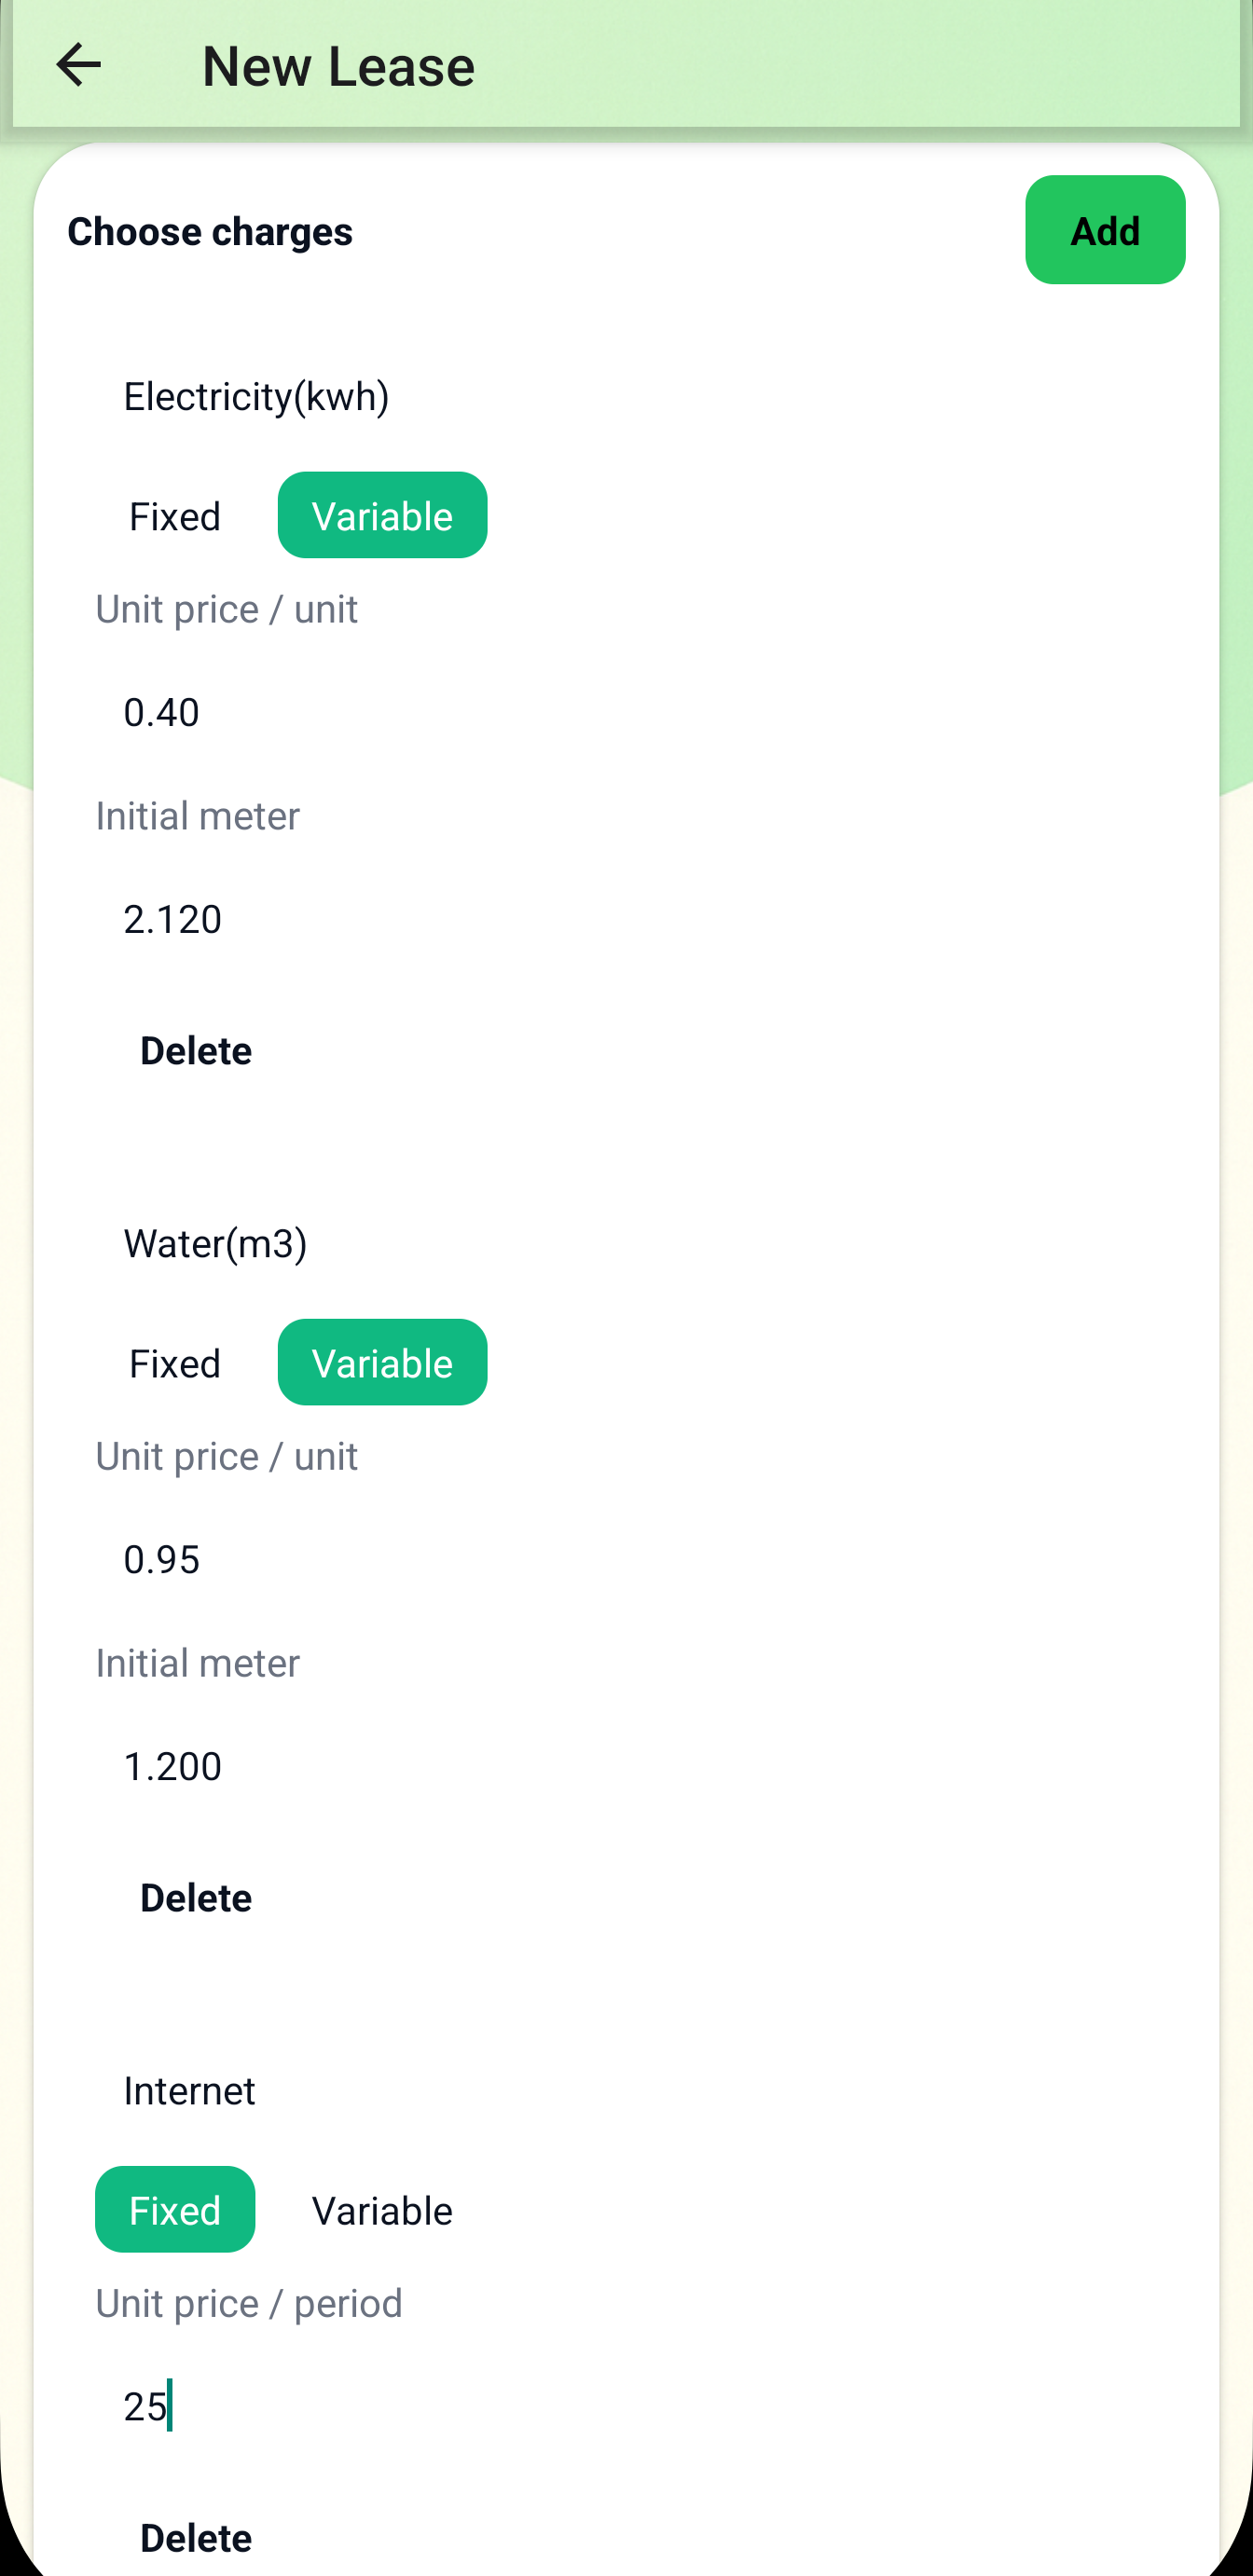 New Lease
Choose charges
Add
Electricity(kwh)
Fixed Variable
Unit price / unit
0.40
Initial meter
2.120
Delete
Water(m3)
Fixed Variable
Unit price / unit
0.95
Initial meter
1.200
Delete
Internet
Fixed Variable
Unit price / period
25
Delete